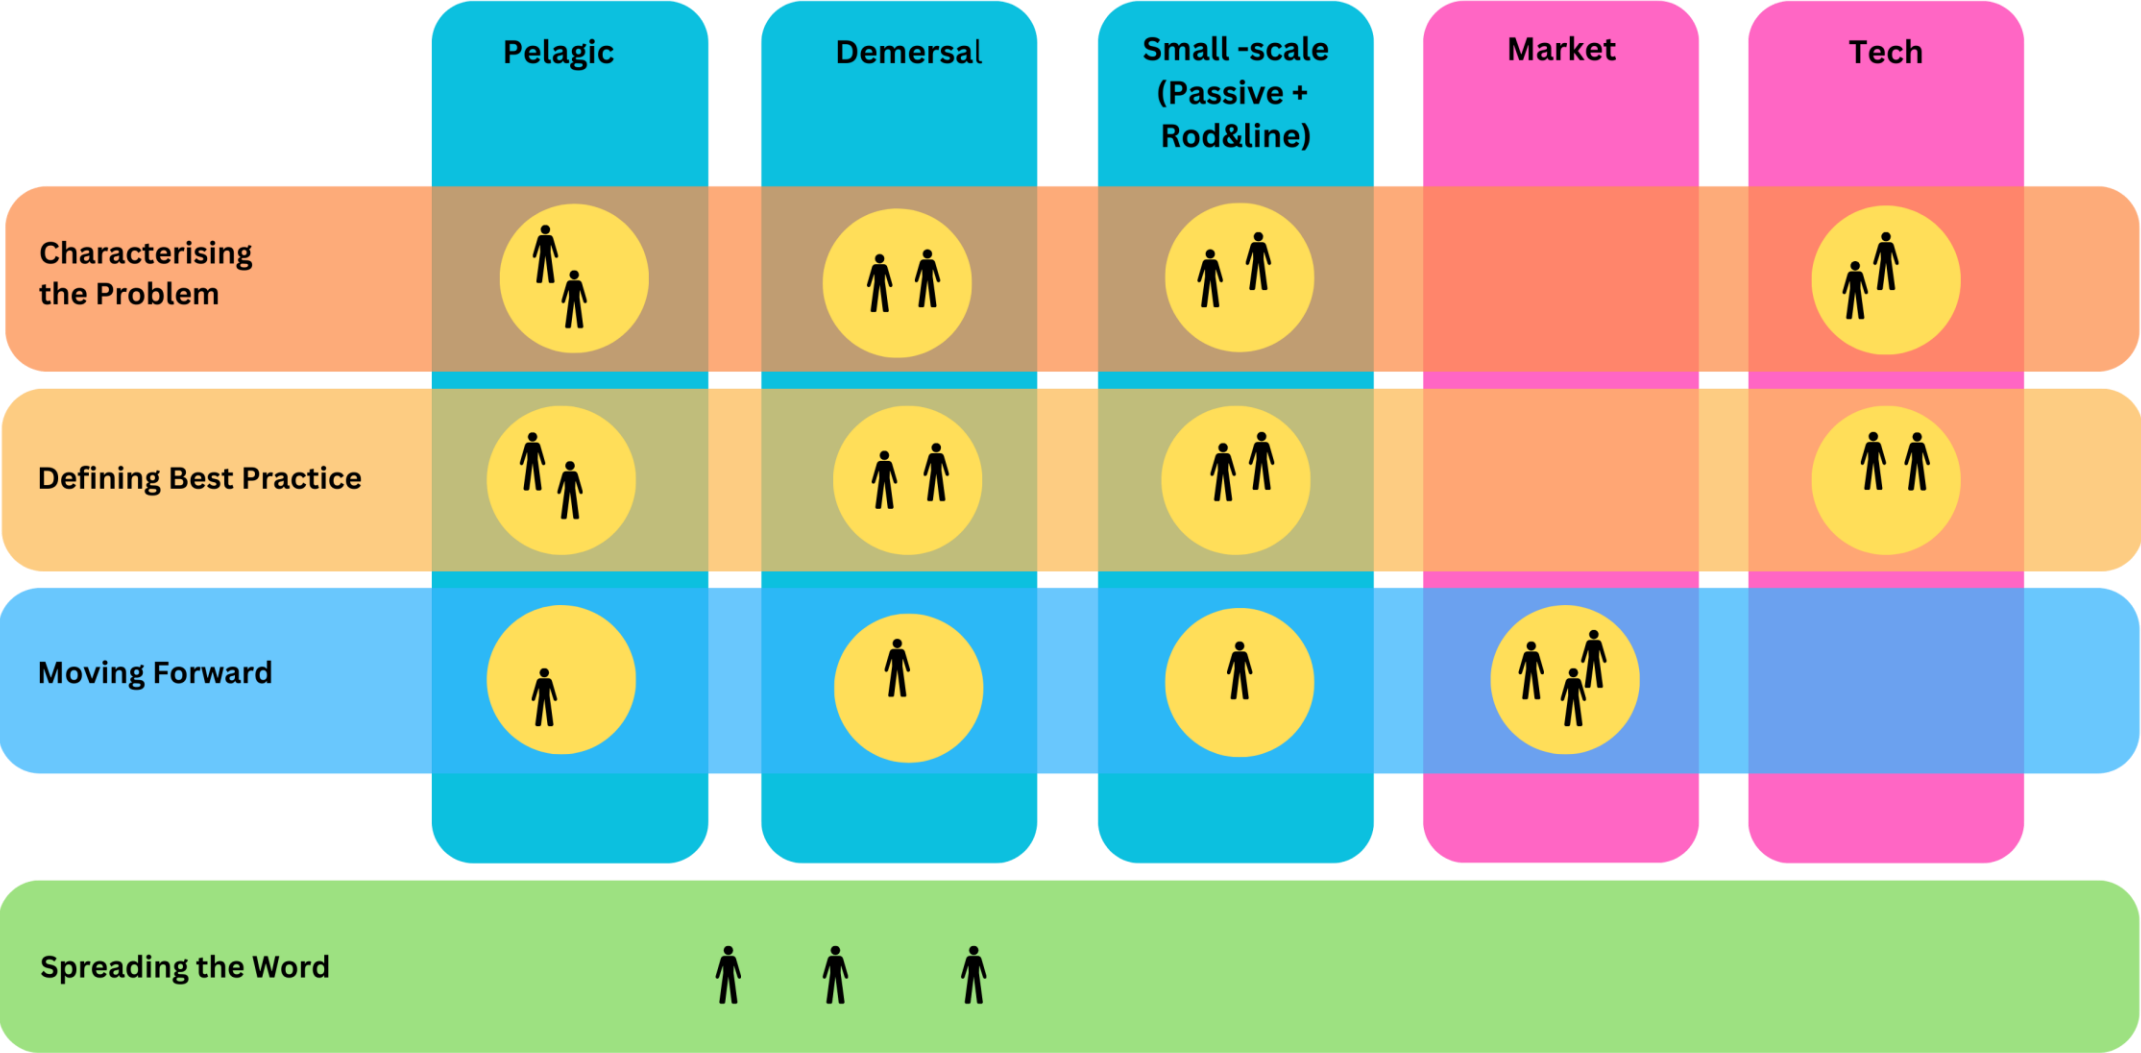 Pelagic
Demersal
Small -scale
(Passive +
Rod&line)
Market
Tech
Characterising
the Problem
Defining Best Practice
Moving Forward
Spreading the Word